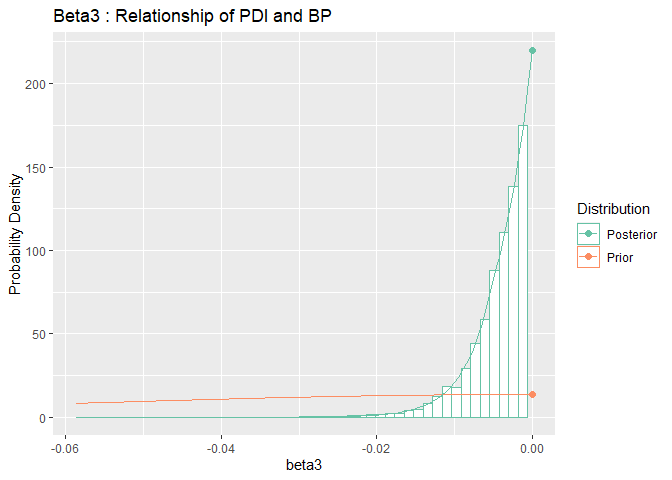 Beta3 : Relationship of PDI and BP
Probability Density
200
150
100
50
0
-0.06
-0.04
-0.02
0.00
beta3
Distribution
Posterior
Prior